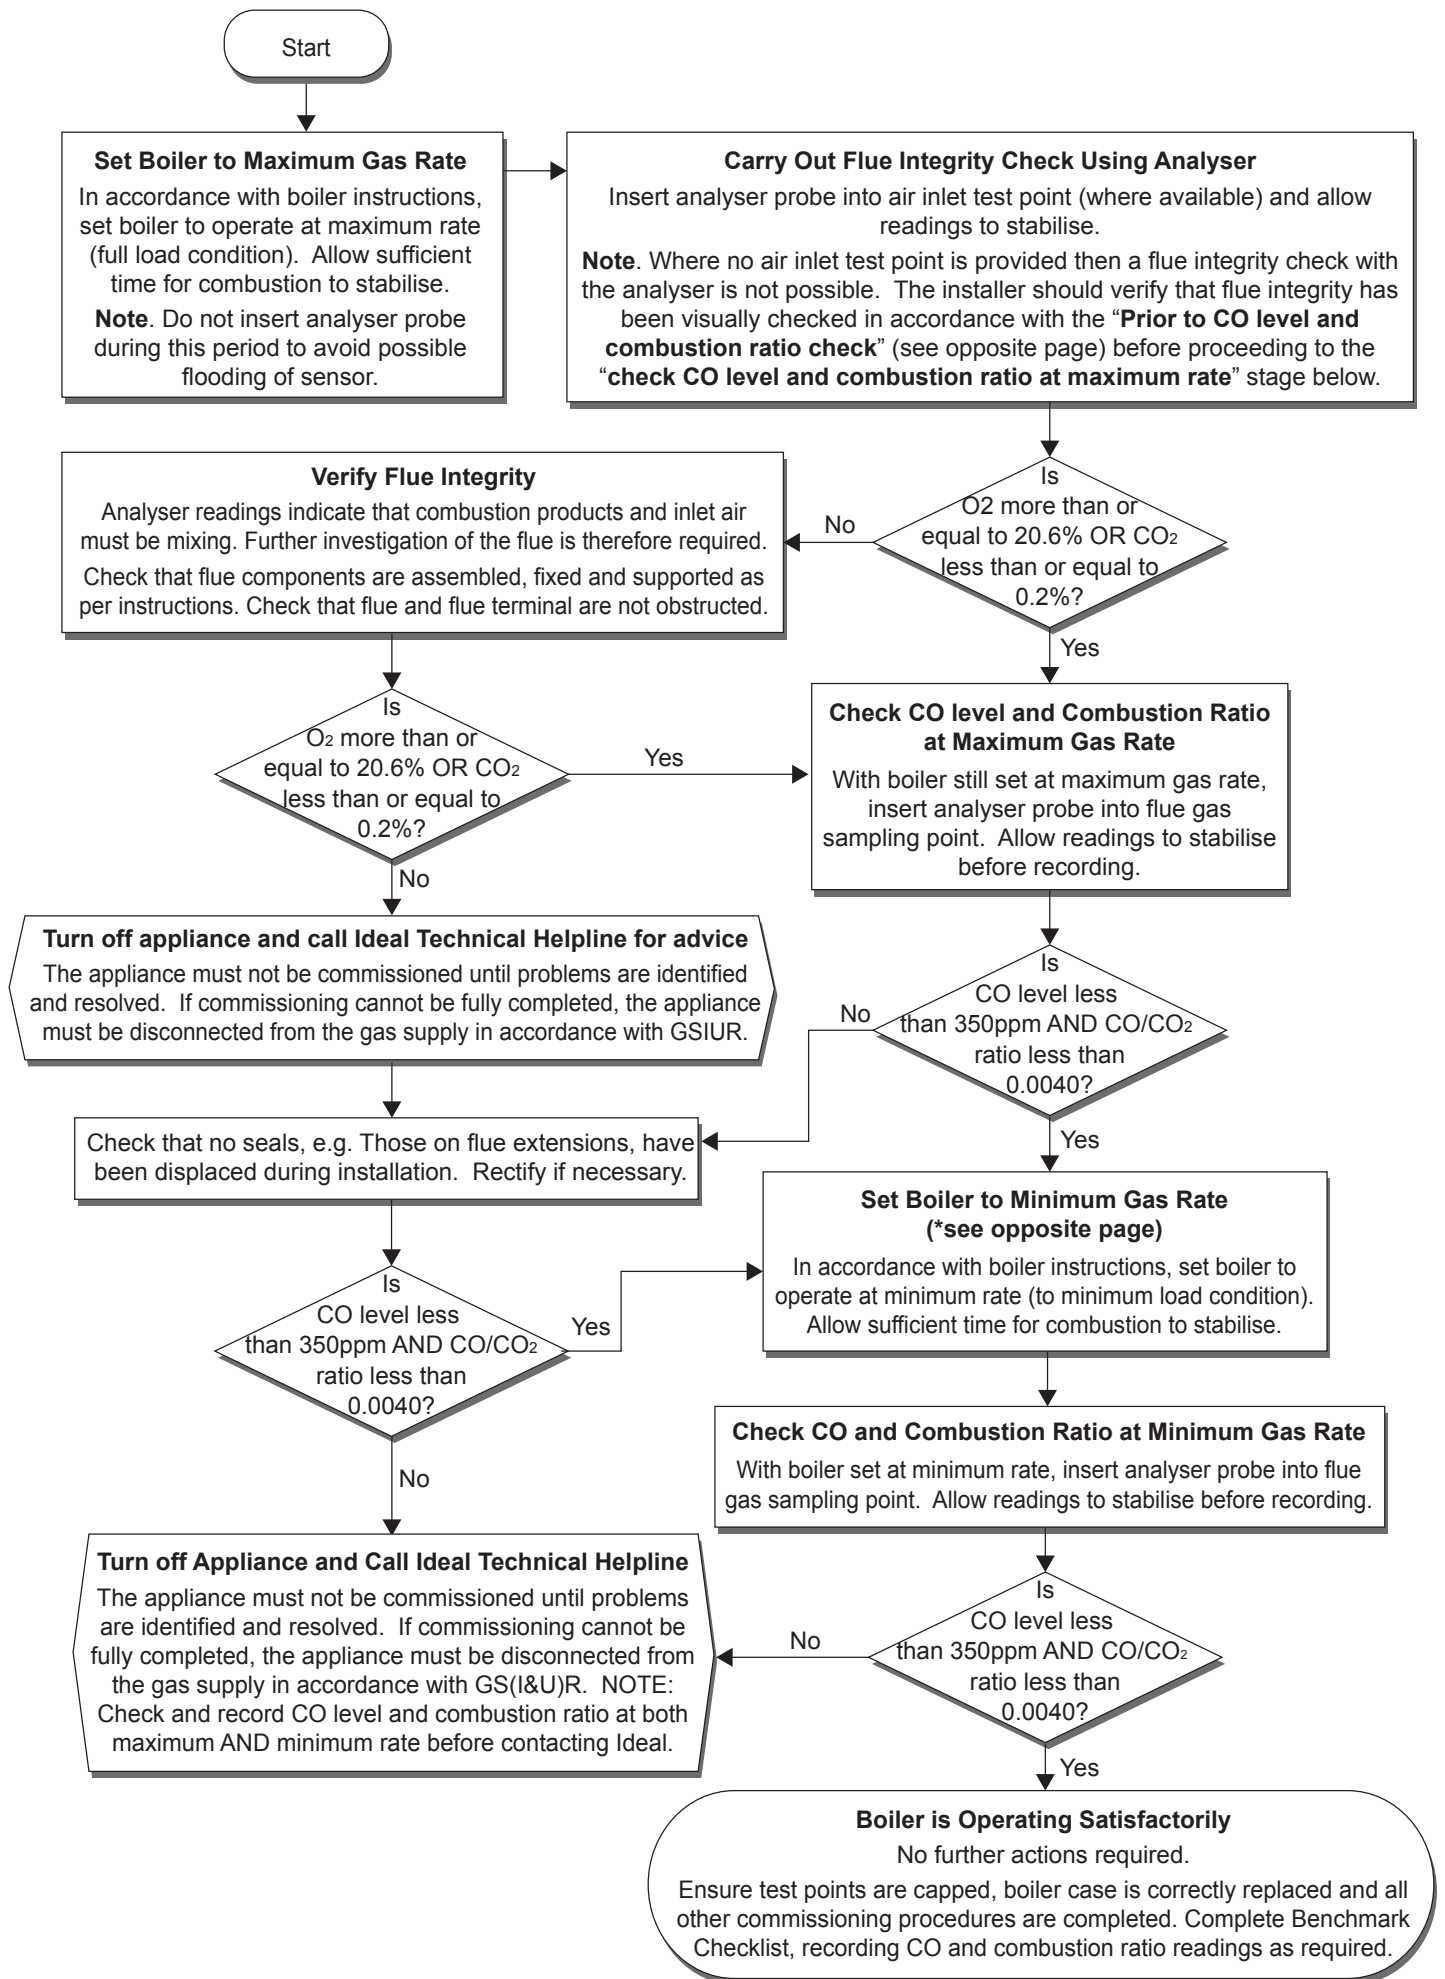 Start
Set Boiler to Maximum Gas Rate
In accordance with boiler instructions,
set boiler to operate at maximum rate
(full load condition).  Allow sufficient
time for combustion to stabilise.
Note. Do not insert analyser probe
during this period to avoid possible
flooding of sensor.
Carry Out Flue Integrity Check Using Analyser
Insert analyser probe into air inlet test point (where available) and allow
readings to stabilise.
Note. Where no air inlet test point is provided then a flue integrity check with
the analyser is not possible.  The installer should verify that flue integrity has
been visually checked in accordance with the “Prior to CO level and
combustion ratio check” (see opposite page) before proceeding to the
“check CO level and combustion ratio at maximum rate” stage below.
Is
O2 more than or
equal to 20.6% OR CO2
less than or equal to
0.2%?
No
Yes
Verify Flue Integrity
Analyser readings indicate that combustion products and inlet air
must be mixing. Further investigation of the flue is therefore required.
Check that flue components are assembled, fixed and supported as
per instructions. Check that flue and flue terminal are not obstructed.
Is
O2 more than or
equal to 20.6% OR CO2
less than or equal to
0.2%?
Yes
No
Check CO level and Combustion Ratio
at Maximum Gas Rate
With boiler still set at maximum gas rate,
insert analyser probe into flue gas
sampling point.  Allow readings to stabilise
before recording.
Turn off appliance and call Ideal Technical Helpline for advice
The appliance must not be commissioned until problems are identified
and resolved.  If commissioning cannot be fully completed, the appliance
must be disconnected from the gas supply in accordance with GSIUR.
Is
CO level less
than 350ppm AND CO/CO2
ratio less than
0.0040?
No
Yes
Check that no seals, e.g. Those on flue extensions, have
been displaced during installation.  Rectify if necessary.
Set Boiler to Minimum Gas Rate
(*see opposite page)
In accordance with boiler instructions, set boiler to
operate at minimum rate (to minimum load condition).
Allow sufficient time for combustion to stabilise.
Is
CO level less
than 350ppm AND CO/CO2
ratio less than
0.0040?
Yes
No
Check CO and Combustion Ratio at Minimum Gas Rate
With boiler set at minimum rate, insert analyser probe into flue
gas sampling point.  Allow readings to stabilise before recording.
Turn off Appliance and Call Ideal Technical Helpline
The appliance must not be commissioned until problems
are identified and resolved.  If commissioning cannot be
fully completed, the appliance must be disconnected from
the gas supply in accordance with GS(I&U)R.  NOTE:
Check and record CO level and combustion ratio at both
maximum AND minimum rate before contacting Ideal.
Is
CO level less
than 350ppm AND CO/CO2
ratio less than
0.0040?
No
Yes
Boiler is Operating Satisfactorily
No further actions required.
Ensure test points are capped, boiler case is correctly replaced and all
other commissioning procedures are completed. Complete Benchmark
Checklist, recording CO and combustion ratio readings as required.